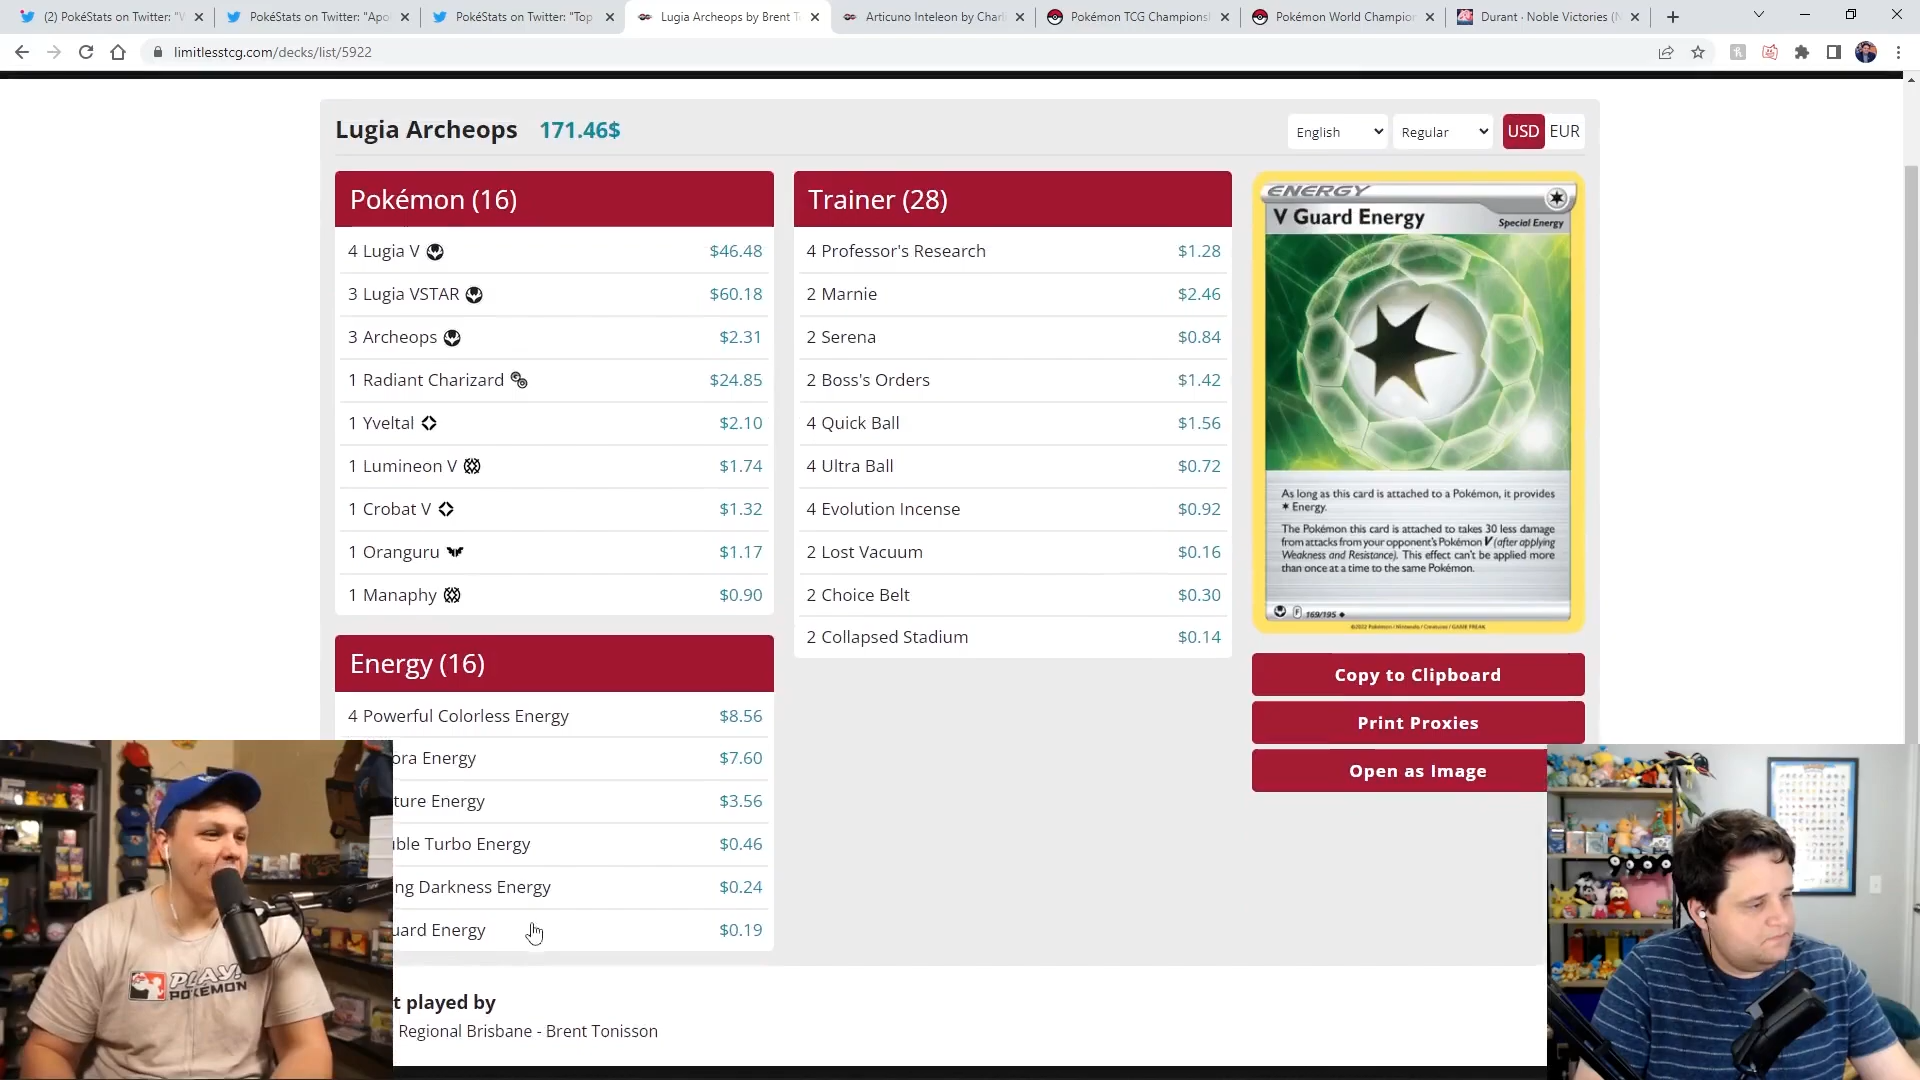 (2) PokéStats on Twitter: "V
PokéStats on Twitter: "Apo
PokéStats on Twitter: "Top
Lugia Archeops by Brent T
Articuno Inteleon by Charli
Pokémon TCG Champions
Pokémon World Champion
Durant · Noble Victories (N
limitlesstcg.com/decks/list/5922
Lugia Archeops 171.46$
English
Regular
USD EUR
Pokémon (16)
4 Lugia V $46.48
3 Lugia VSTAR $60.18
3 Archeops $2.31
1 Radiant Charizard $24.85
1 Yveltal $2.10
1 Lumineon V $1.74
1 Crobat V $1.32
1 Oranguru $1.17
1 Manaphy $0.90
Energy (16)
4 Powerful Colorless Energy $8.56
ora Energy $7.60
ture Energy $3.56
ble Turbo Energy $0.46
ng Darkness Energy $0.24
uard Energy $0.19
t played by
Regional Brisbane - Brent Tonisson
Trainer (28)
4 Professor's Research $1.28
2 Marnie $2.46
2 Serena $0.84
2 Boss's Orders $1.42
4 Quick Ball $1.56
4 Ultra Ball $0.72
4 Evolution Incense $0.92
2 Lost Vacuum $0.16
2 Choice Belt $0.30
2 Collapsed Stadium $0.14
ENERGY
V Guard Energy
Special Energy
As long as this card is attached to a Pokémon, it provides
Energy.
The Pokémon this card is attached to takes 30 less damage
from attacks from your opponent's Pokémon V (after applying
Weakness and Resistance). This effect can't be applied more
than once at a time to the same Pokémon.
F 169/195
©2022 Pokémon / Nintendo / Creatures / GAME FREAK
Copy to Clipboard
Print Proxies
Open as Image
PLAY!
POKÉMON